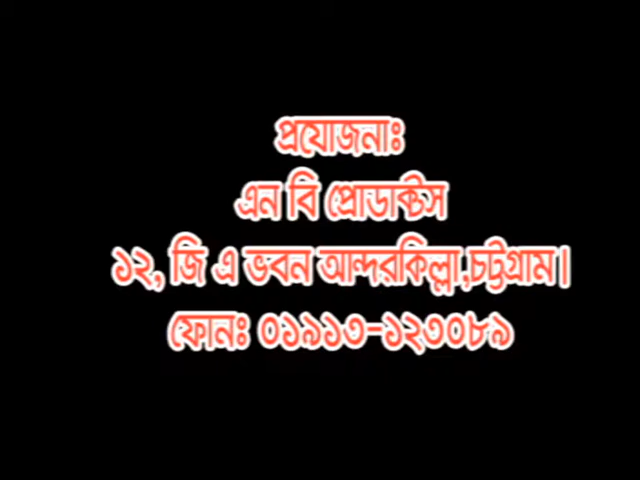 প্রযোজনাঃ
এন বি প্রোডাক্টস
১২, জি এ ভবন আন্দরকিল্লা,চট্টগ্রাম।
ফোনঃ ০১৯১৩-১২৩০৮৯